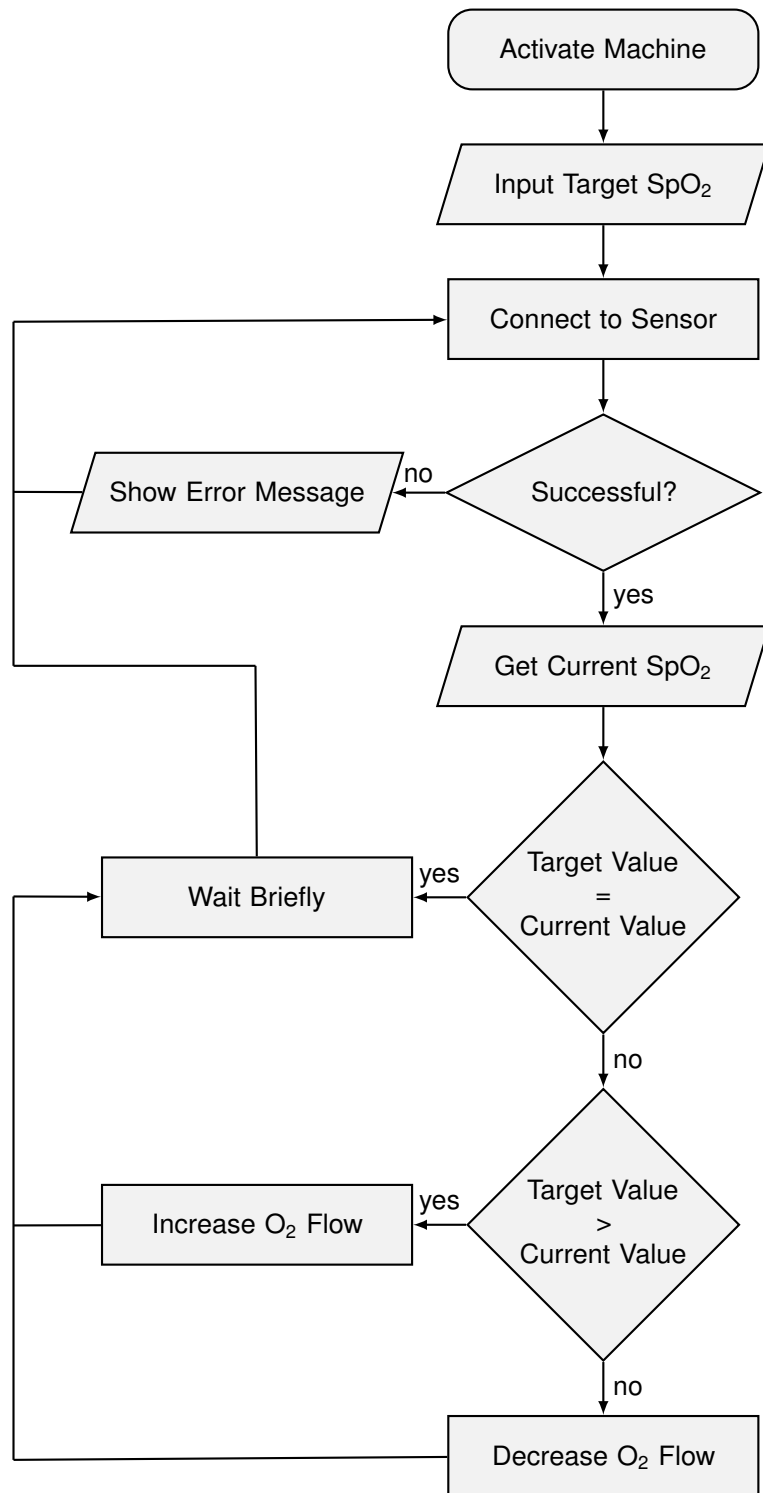 Activate Machine
Input Target SpO₂
Connect to Sensor
Show Error Message
no
Successful?
yes
Get Current SpO₂
Wait Briefly
yes
Target Value
=
Current Value
no
Increase O₂ Flow
yes
Target Value
>
Current Value
no
Decrease O₂ Flow